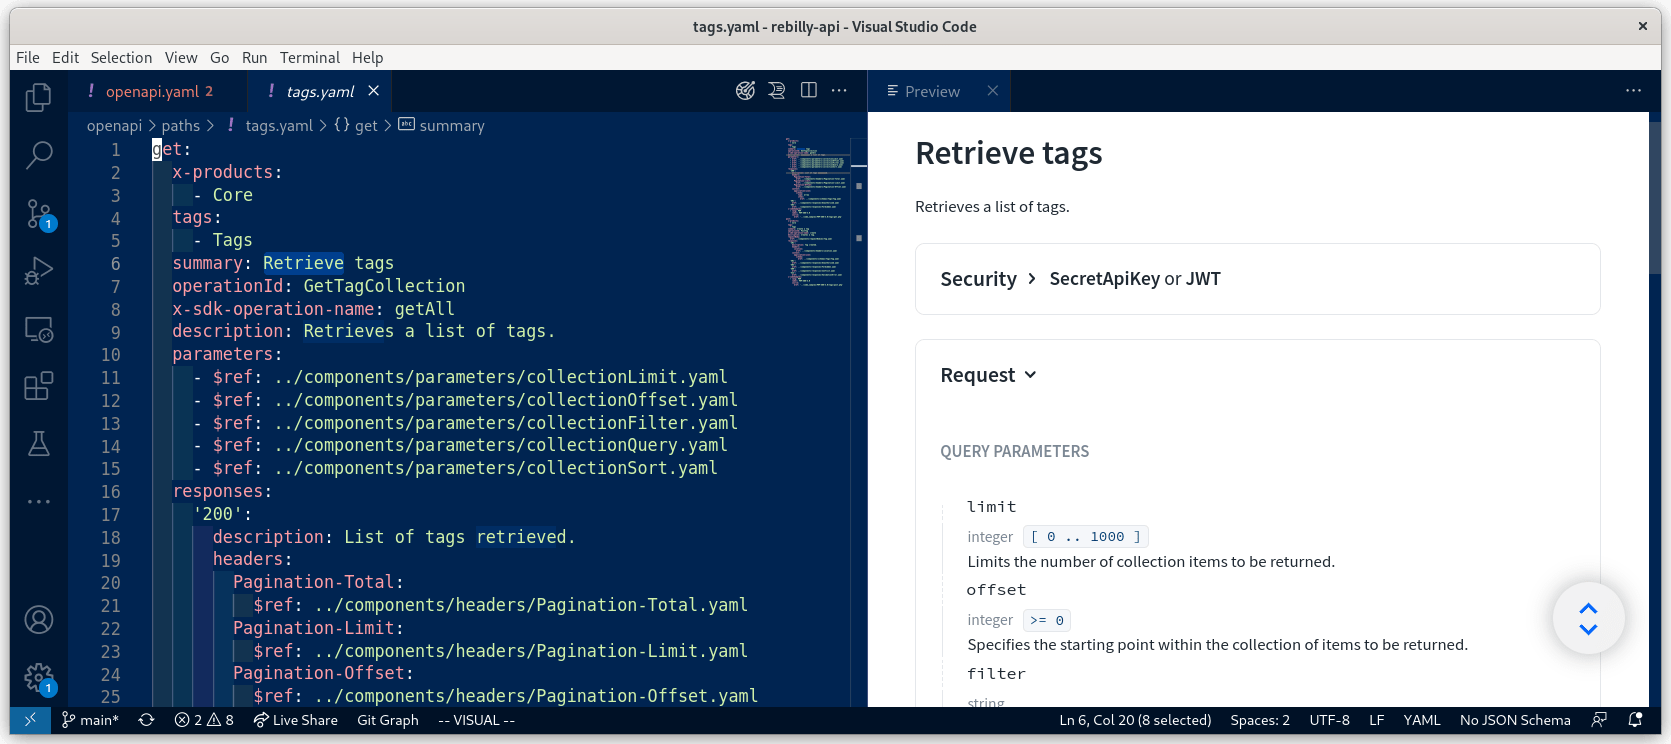 tags.yaml - rebilly-api - Visual Studio Code
File Edit Selection View Go Run Terminal Help
openapi.yaml 2
tags.yaml
Preview
openapi > paths > ! tags.yaml > {} get > abc summary
1 get:
2 x-products:
3 - Core
4 tags:
5 - Tags
6 summary: Retrieve tags
7 operationId: GetTagCollection
8 x-sdk-operation-name: getAll
9 description: Retrieves a list of tags.
10 parameters:
11 - $ref: ../components/parameters/collectionLimit.yaml
12 - $ref: ../components/parameters/collectionOffset.yaml
13 - $ref: ../components/parameters/collectionFilter.yaml
14 - $ref: ../components/parameters/collectionQuery.yaml
15 - $ref: ../components/parameters/collectionSort.yaml
16 responses:
17 '200':
18 description: List of tags retrieved.
19 headers:
20 Pagination-Total:
21 $ref: ../components/headers/Pagination-Total.yaml
22 Pagination-Limit:
23 $ref: ../components/headers/Pagination-Limit.yaml
24 Pagination-Offset:
25 $ref: ../components/headers/Pagination-Offset.yaml
1
1
Retrieve tags
Retrieves a list of tags.
Security > SecretApiKey or JWT
Request
QUERY PARAMETERS
limit
integer [ 0 .. 1000 ]
Limits the number of collection items to be returned.
offset
integer >= 0
Specifies the starting point within the collection of items to be returned.
filter
string
main* 2 8 Live Share Git Graph -- VISUAL -- Ln 6, Col 20 (8 selected) Spaces: 2 UTF-8 LF YAML No JSON Schema